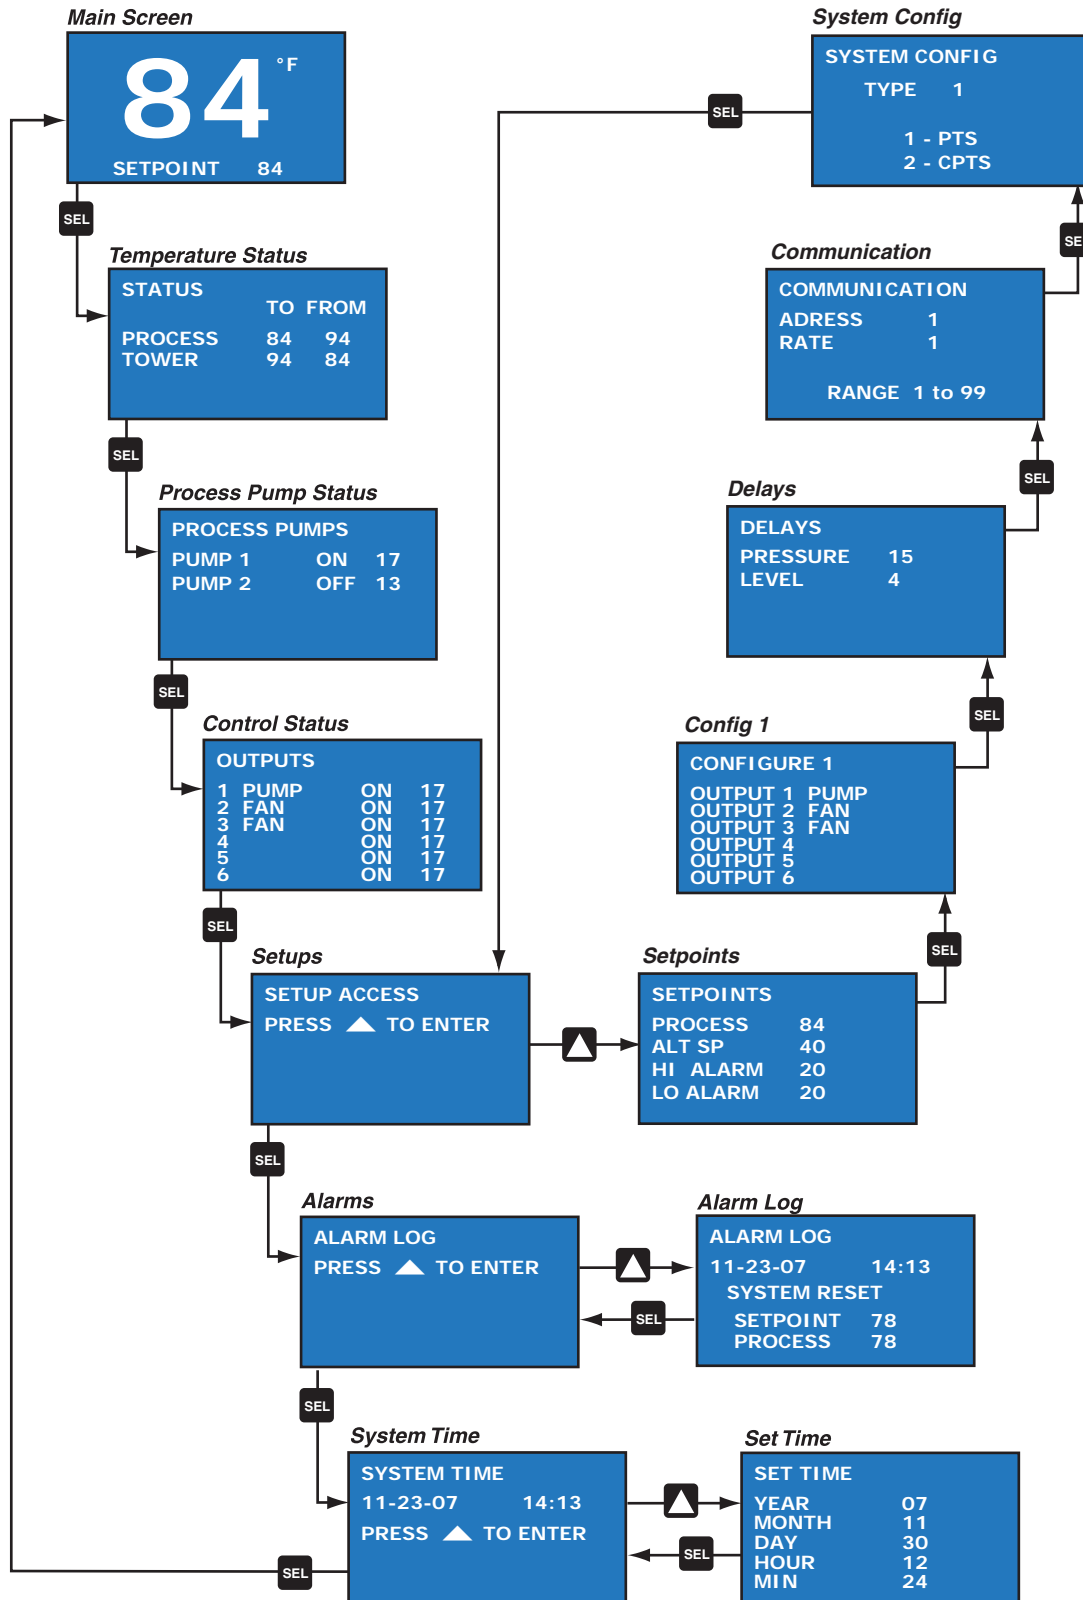 Main Screen
84 °F
SETPOINT 84
SEL
Temperature Status
STATUS
TO FROM
PROCESS 84 94
TOWER 94 84
SEL
Process Pump Status
PROCESS PUMPS
PUMP 1 ON 17
PUMP 2 OFF 13
SEL
Control Status
OUTPUTS
1 PUMP ON 17
2 FAN ON 17
3 FAN ON 17
4 ON 17
5 ON 17
6 ON 17
SEL
Setups
SETUP ACCESS
PRESS ▲ TO ENTER
SEL
Setpoints
SETPOINTS
PROCESS 84
ALT SP 40
HI ALARM 20
LO ALARM 20
SEL
Config 1
CONFIGURE 1
OUTPUT 1 PUMP
OUTPUT 2 FAN
OUTPUT 3 FAN
OUTPUT 4
OUTPUT 5
OUTPUT 6
SEL
Delays
DELAYS
PRESSURE 15
LEVEL 4
SEL
Communication
COMMUNICATION
ADRESS 1
RATE 1
RANGE 1 to 99
SE
System Config
SYSTEM CONFIG
TYPE 1
1 - PTS
2 - CPTS
SEL
Alarms
ALARM LOG
PRESS ▲ TO ENTER
SEL
Alarm Log
ALARM LOG
11-23-07 14:13
SYSTEM RESET
SETPOINT 78
PROCESS 78
SEL
System Time
SYSTEM TIME
11-23-07 14:13
PRESS ▲ TO ENTER
SEL
Set Time
SET TIME
YEAR 07
MONTH 11
DAY 30
HOUR 12
MIN 24
SEL